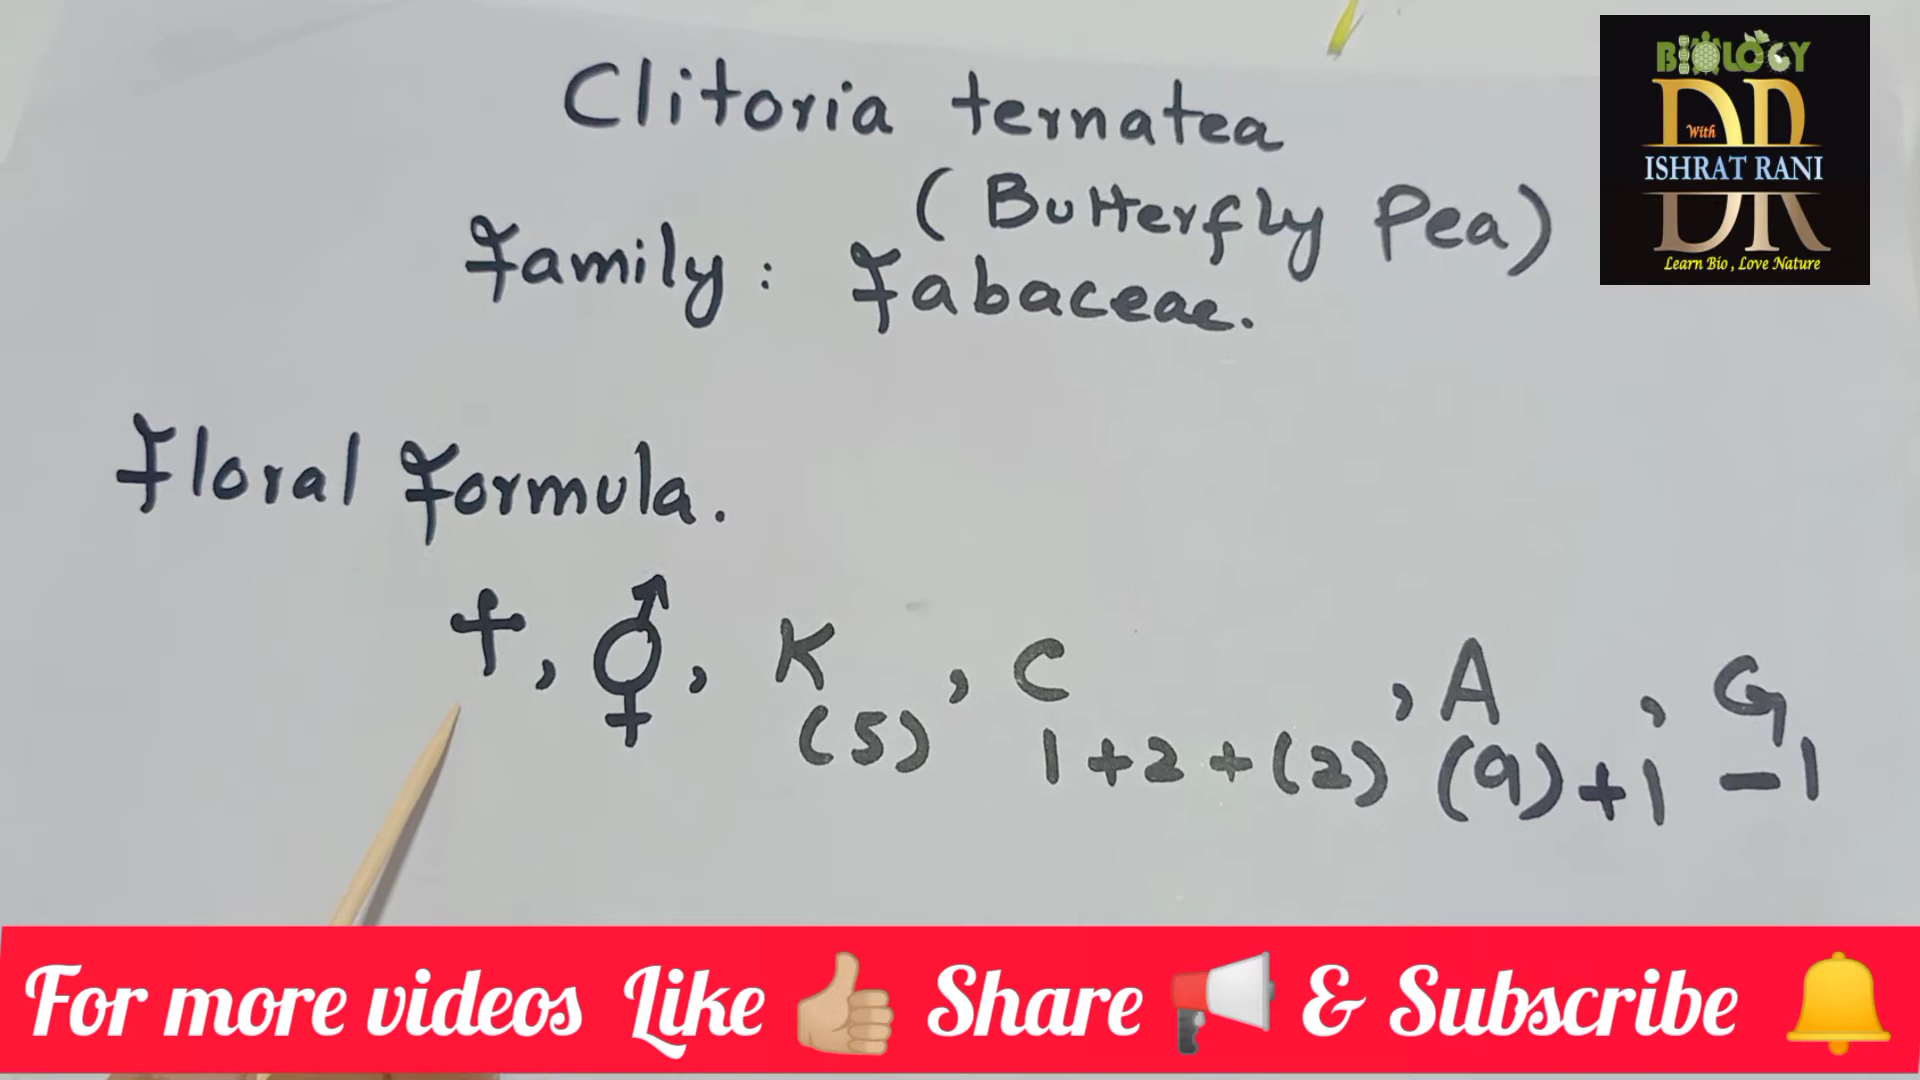 Clitoria ternatea
(Butterfly Pea)
Family: Fabaceae.
Floral Formula.
†, ⚥, K(5), C1+2+(2), A(9)+1, G-1
BIOLOGY
With
DR
ISHRAT RANI
Learn Bio, Love Nature
For more videos Like 👍 Share 📢 & Subscribe 🔔